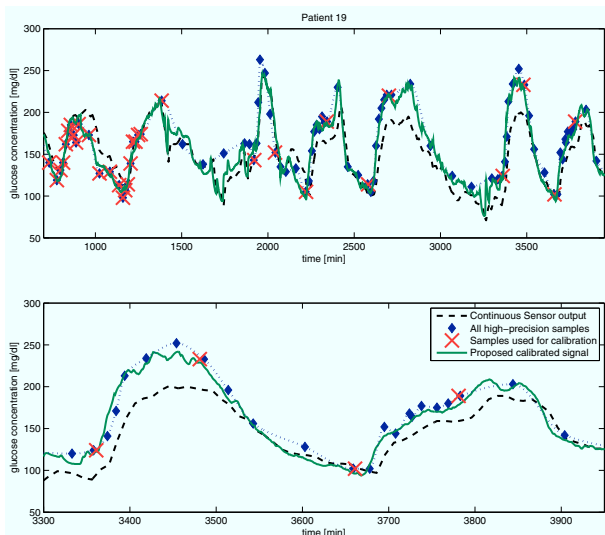 Patient 19
glucose concentration [mg/dl]
300
250
200
150
100
50
1000
1500
2000
2500
3000
3500
time [min]
glucose concentration [mg/dl]
300
250
200
150
100
50
Continuous Sensor output
All high−precision samples
Samples used for calibration
Proposed calibrated signal
3300
3400
3500
3600
3700
3800
3900
time [min]